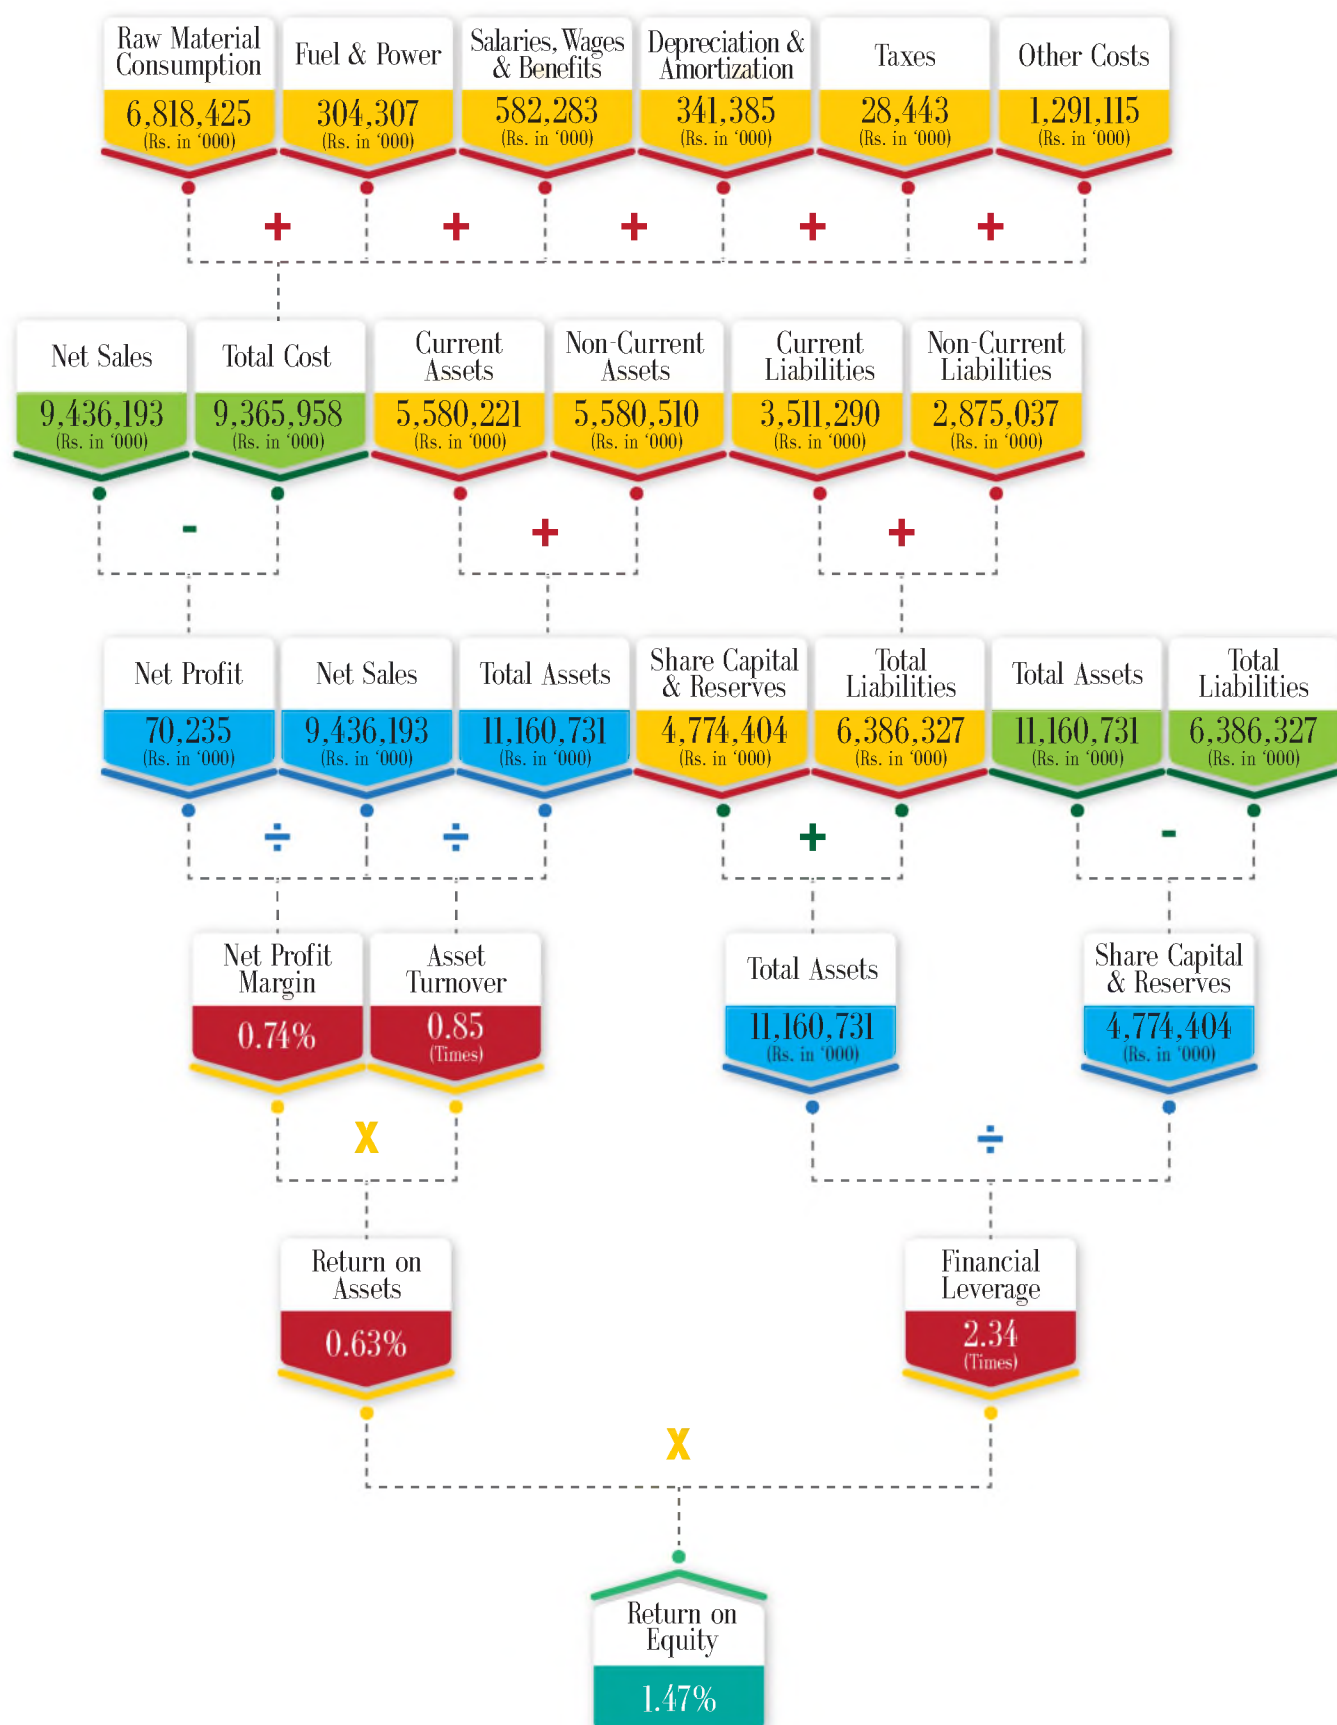 Raw Material
Consumption
6,818,425
(Rs. in ‘000)
Fuel & Power
304,307
(Rs. in ‘000)
Salaries, Wages
& Benefits
582,283
(Rs. in ‘000)
Depreciation &
Amortization
341,385
(Rs. in ‘000)
Taxes
28,443
(Rs. in ‘000)
Other Costs
1,291,115
(Rs. in ‘000)
+ + + + +
Net Sales
9,436,193
(Rs. in ‘000)
Total Cost
9,365,958
(Rs. in ‘000)
Current
Assets
5,580,221
(Rs. in ‘000)
Non-Current
Assets
5,580,510
(Rs. in ‘000)
Current
Liabilities
3,511,290
(Rs. in ‘000)
Non-Current
Liabilities
2,875,037
(Rs. in ‘000)
- + +
Net Profit
70,235
(Rs. in ‘000)
Net Sales
9,436,193
(Rs. in ‘000)
Total Assets
11,160,731
(Rs. in ‘000)
Share Capital
& Reserves
4,774,404
(Rs. in ‘000)
Total
Liabilities
6,386,327
(Rs. in ‘000)
Total Assets
11,160,731
(Rs. in ‘000)
Total
Liabilities
6,386,327
(Rs. in ‘000)
÷ ÷ + -
Net Profit
Margin
0.74%
Asset
Turnover
0.85
(Times)
Total Assets
11,160,731
(Rs. in ‘000)
Share Capital
& Reserves
4,774,404
(Rs. in ‘000)
X ÷
Return on
Assets
0.63%
Financial
Leverage
2.34
(Times)
X
Return on
Equity
1.47%